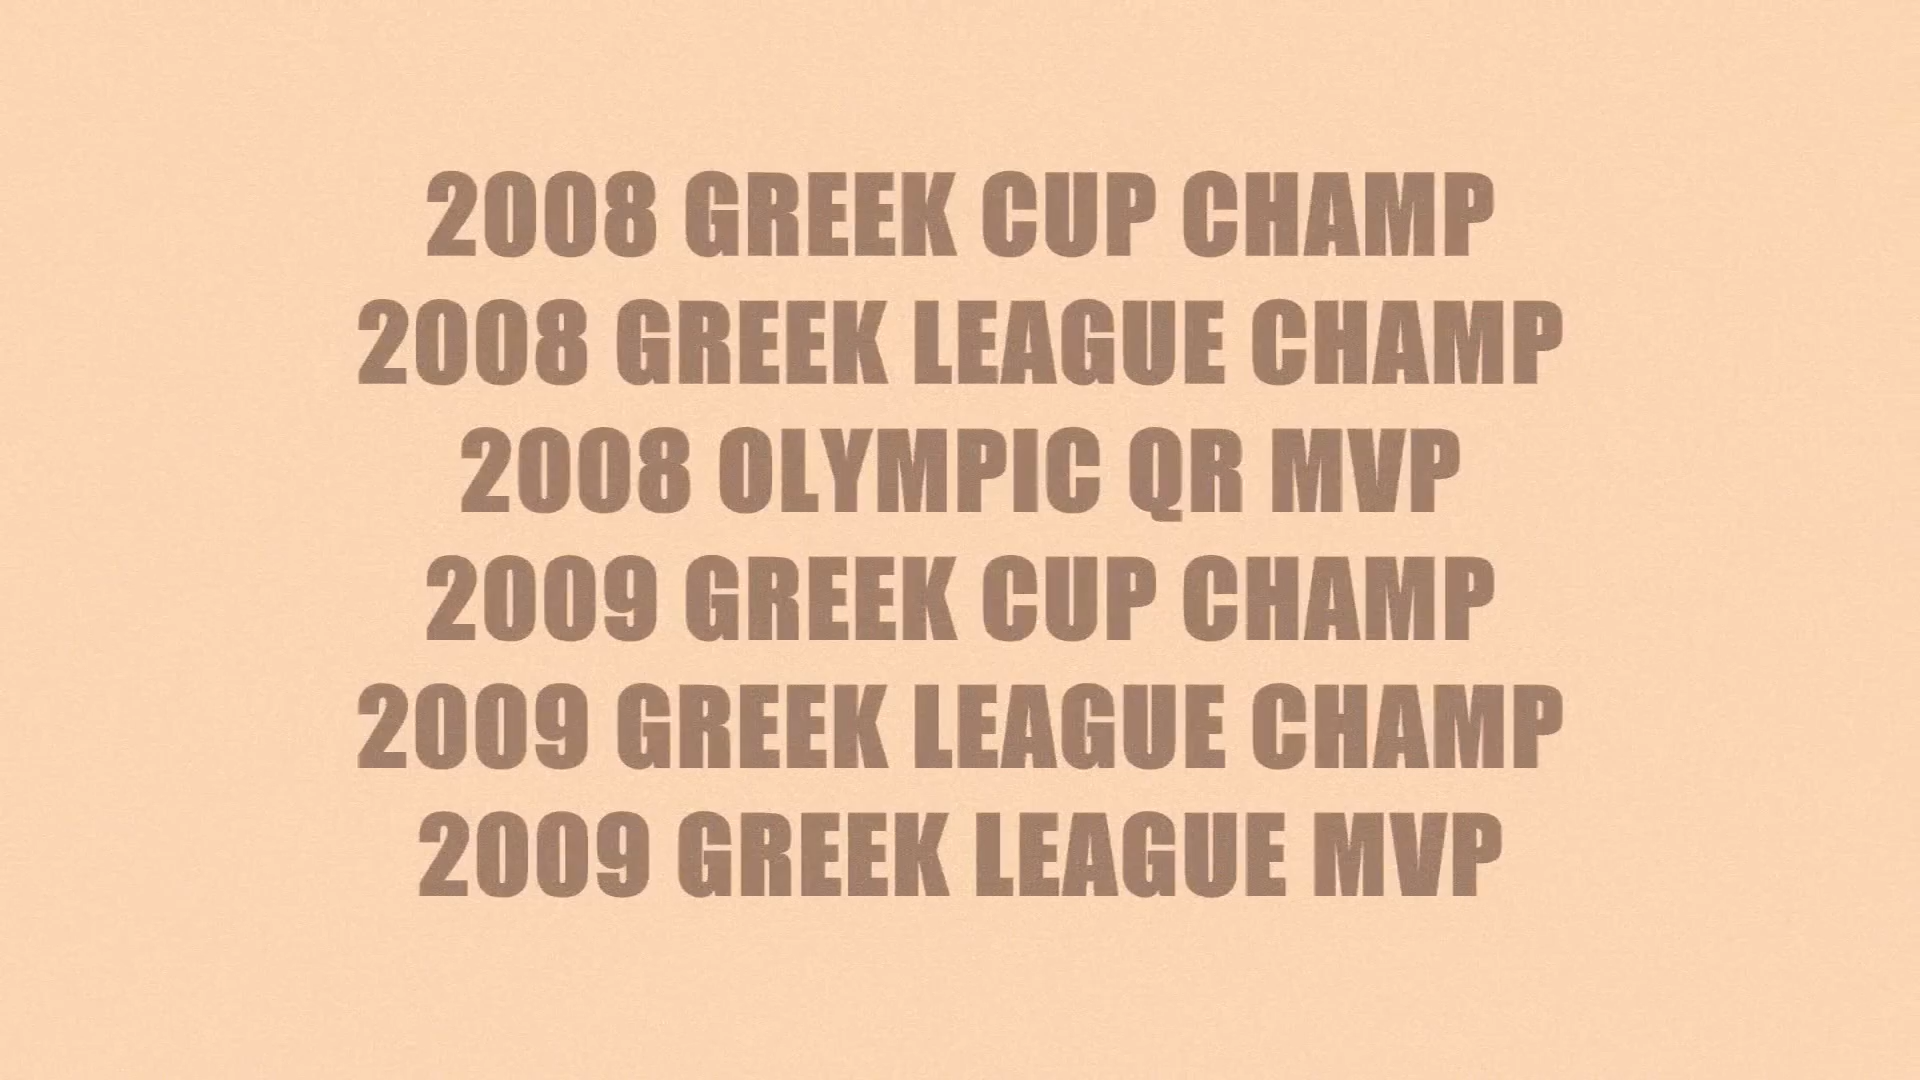 2008 GREEK CUP CHAMP
2008 GREEK LEAGUE CHAMP
2008 OLYMPIC QR MVP
2009 GREEK CUP CHAMP
2009 GREEK LEAGUE CHAMP
2009 GREEK LEAGUE MVP